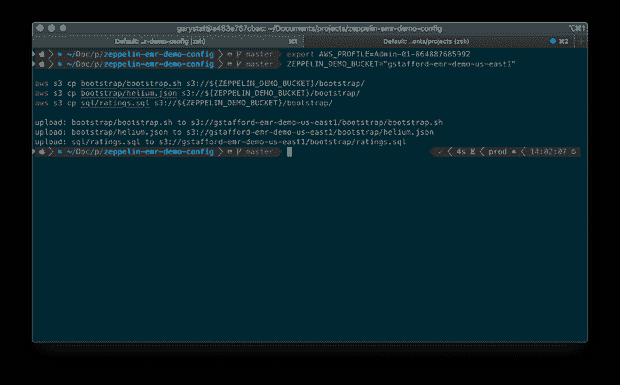 garystaf@a483e787cbac: ~/Documents/projects/zeppelin-emr-demo-config ⌥⌘1
Default: ..r-demo-config (zsh) ⌘1 Default: ..ents/projects (zsh) ⌘2
~/Doc/p/zeppelin-emr-demo-config master export AWS_PROFILE=Admin-01-864887685992
~/Doc/p/zeppelin-emr-demo-config master ZEPPELIN_DEMO_BUCKET="gstafford-emr-demo-us-east1"
aws s3 cp bootstrap/bootstrap.sh s3://${ZEPPELIN_DEMO_BUCKET}/bootstrap/
aws s3 cp bootstrap/helium.json s3://${ZEPPELIN_DEMO_BUCKET}/bootstrap/
aws s3 cp sql/ratings.sql s3://${ZEPPELIN_DEMO_BUCKET}/bootstrap/
upload: bootstrap/bootstrap.sh to s3://gstafford-emr-demo-us-east1/bootstrap/bootstrap.sh
upload: bootstrap/helium.json to s3://gstafford-emr-demo-us-east1/bootstrap/helium.json
upload: sql/ratings.sql to s3://gstafford-emr-demo-us-east1/bootstrap/ratings.sql
~/Doc/p/zeppelin-emr-demo-config master 4s prod 14:02:07